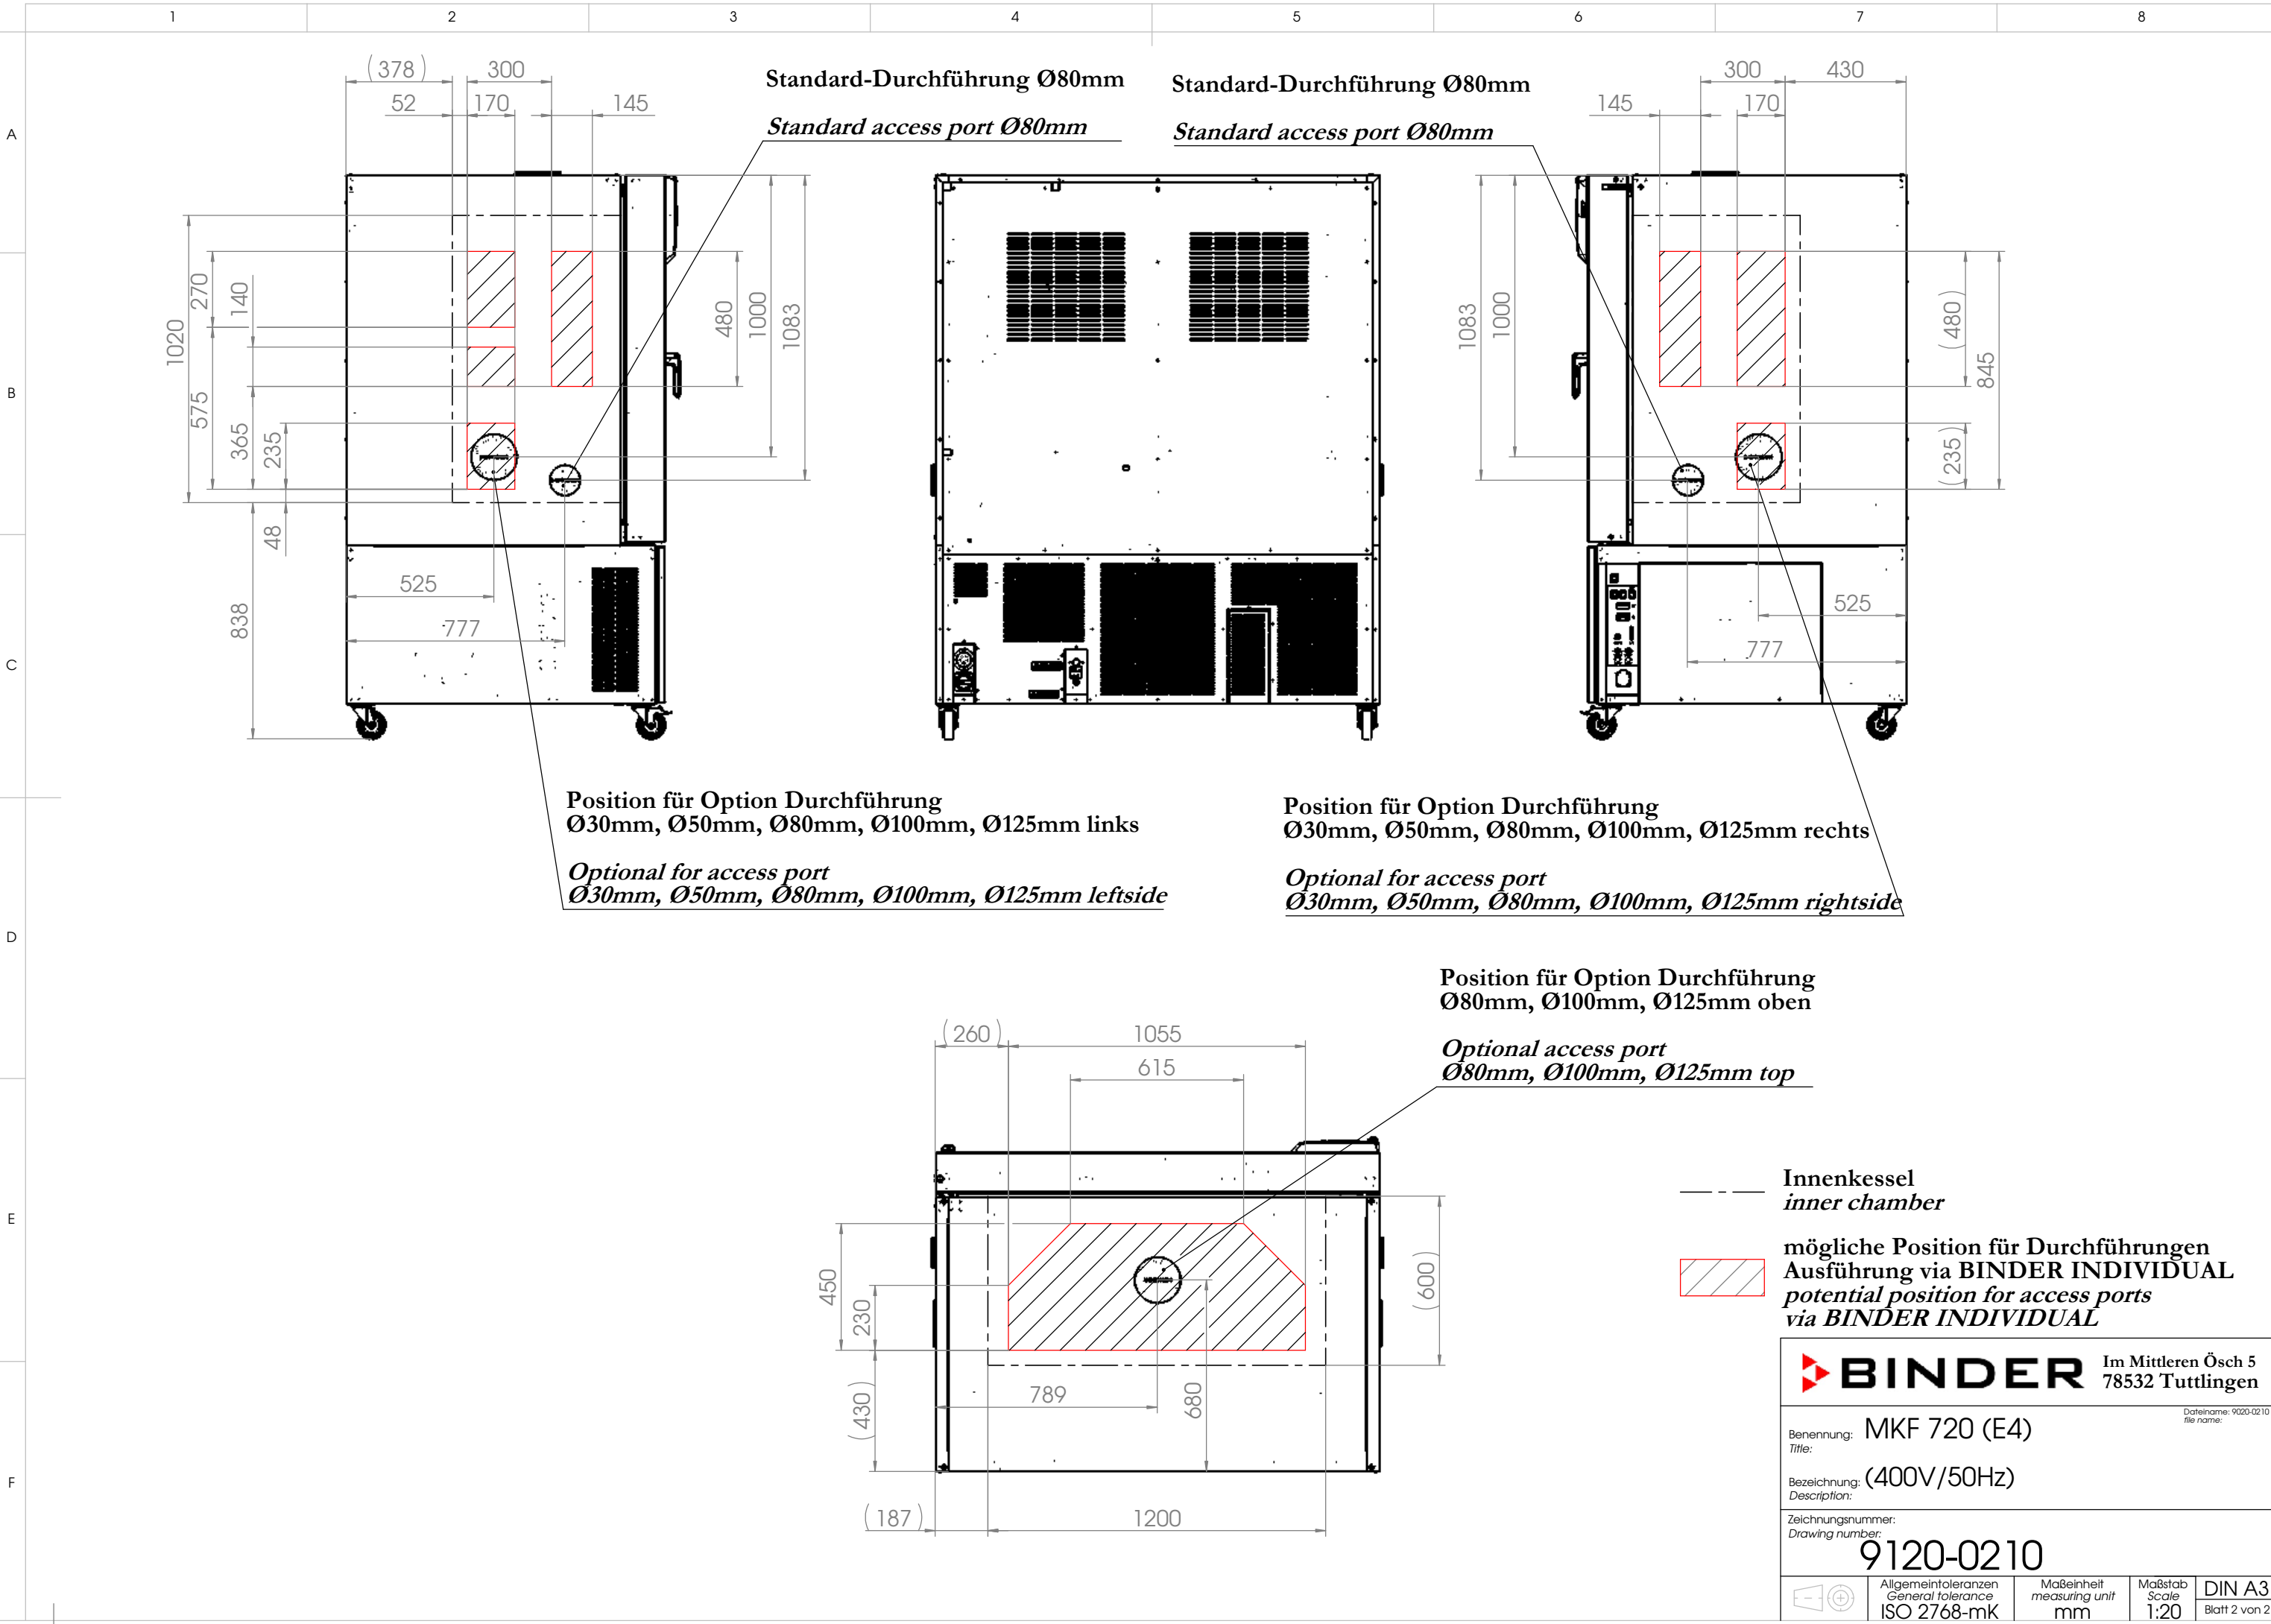 1 2 3 4 5 6 7 8
A
B
C
D
E
F
(378) 300
52 170 145
Standard-Durchführung Ø80mm
Standard access port Ø80mm
Standard-Durchführung Ø80mm
Standard access port Ø80mm
300 430
145 170
1020
270
140
575
365
235
48
838
480
1000
1083
525
777
1083
1000
(480)
845
(235)
525
777
Position für Option Durchführung
Ø30mm, Ø50mm, Ø80mm, Ø100mm, Ø125mm links
Optional for access port
Ø30mm, Ø50mm, Ø80mm, Ø100mm, Ø125mm leftside
Position für Option Durchführung
Ø30mm, Ø50mm, Ø80mm, Ø100mm, Ø125mm rechts
Optional for access port
Ø30mm, Ø50mm, Ø80mm, Ø100mm, Ø125mm rightside
Position für Option Durchführung
Ø80mm, Ø100mm, Ø125mm oben
Optional access port
Ø80mm, Ø100mm, Ø125mm top
(260) 1055
615
450
230
(430)
(600)
789
680
(187) 1200
Innenkessel
inner chamber
mögliche Position für Durchführungen
Ausführung via BINDER INDIVIDUAL
potential position for access ports
via BINDER INDIVIDUAL
BINDER
Im Mittleren Ösch 5
78532 Tuttlingen
Dateiname: 9020-0210
file name:
Benennung: MKF 720 (E4)
Title:
Bezeichnung: (400V/50Hz)
Description:
Zeichnungsnummer:
Drawing number:
9120-0210
Allgemeintoleranzen
General tolerance
ISO 2768-mK
Maßeinheit
measuring unit
mm
Maßstab
Scale
1:20
DIN A3
Blatt 2 von 2